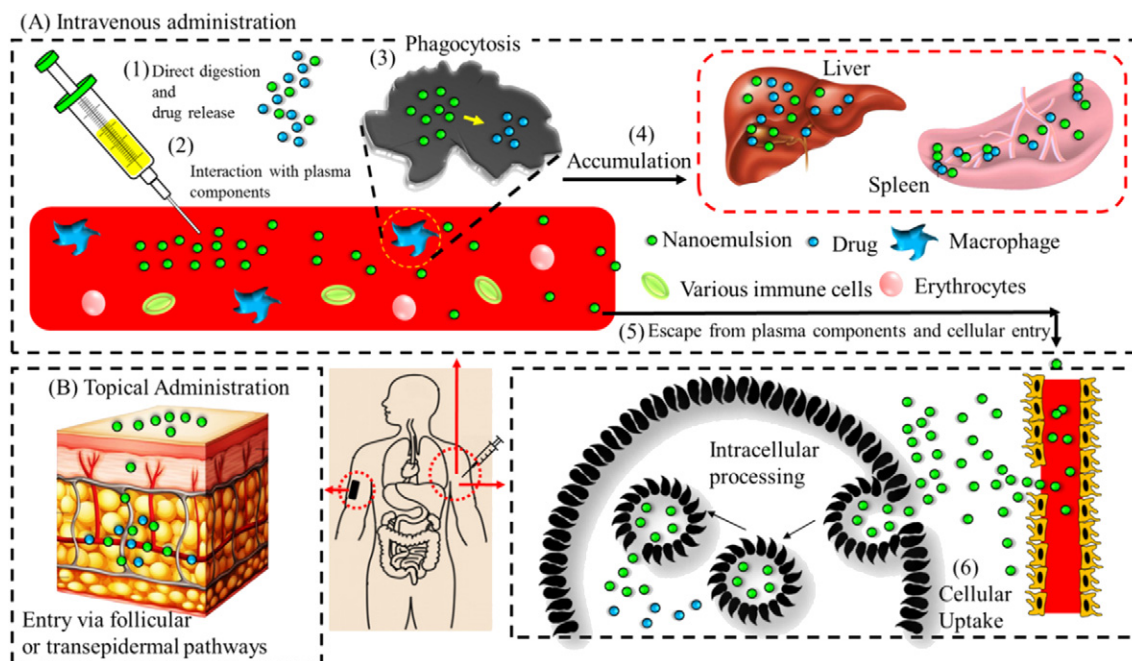 (A) Intravenous administration
(1) Direct digestion
and
drug release
(2)
Interaction with plasma
components
(3) Phagocytosis
(4)
Accumulation
Liver
Spleen
Nanoemulsion
Drug
Macrophage
Various immune cells
Erythrocytes
(5) Escape from plasma components and cellular entry
(B) Topical Administration
Entry via follicular
or transepidermal pathways
Intracellular
processing
(6)
Cellular
Uptake